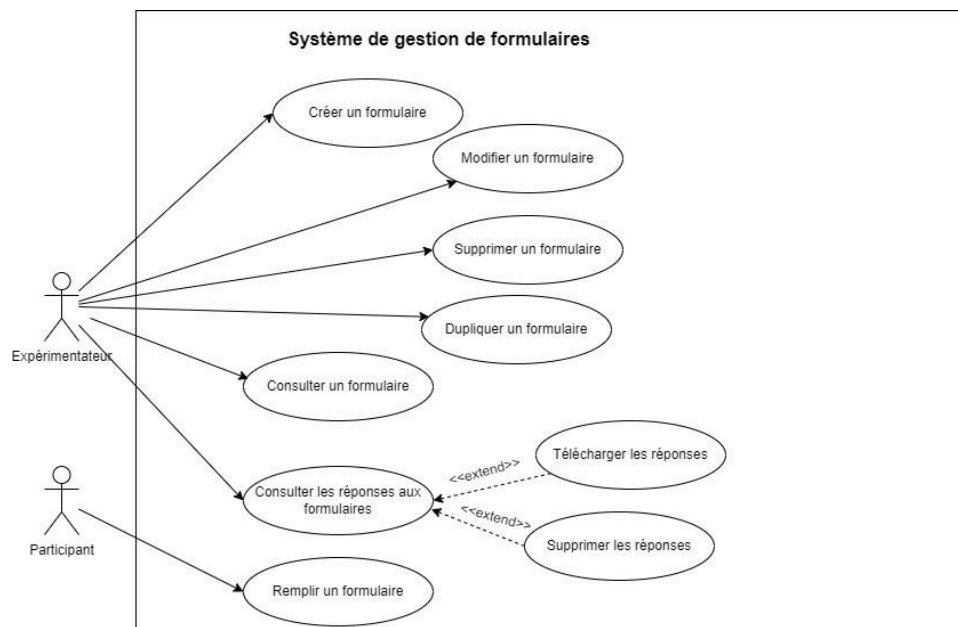 Système de gestion de formulaires
Créer un formulaire
Modifier un formulaire
Supprimer un formulaire
Dupliquer un formulaire
Expérimentateur
Consulter un formulaire
Télécharger les réponses
<<extend>>
Consulter les réponses aux
formulaires
<<extend>>
Supprimer les réponses
Participant
Remplir un formulaire